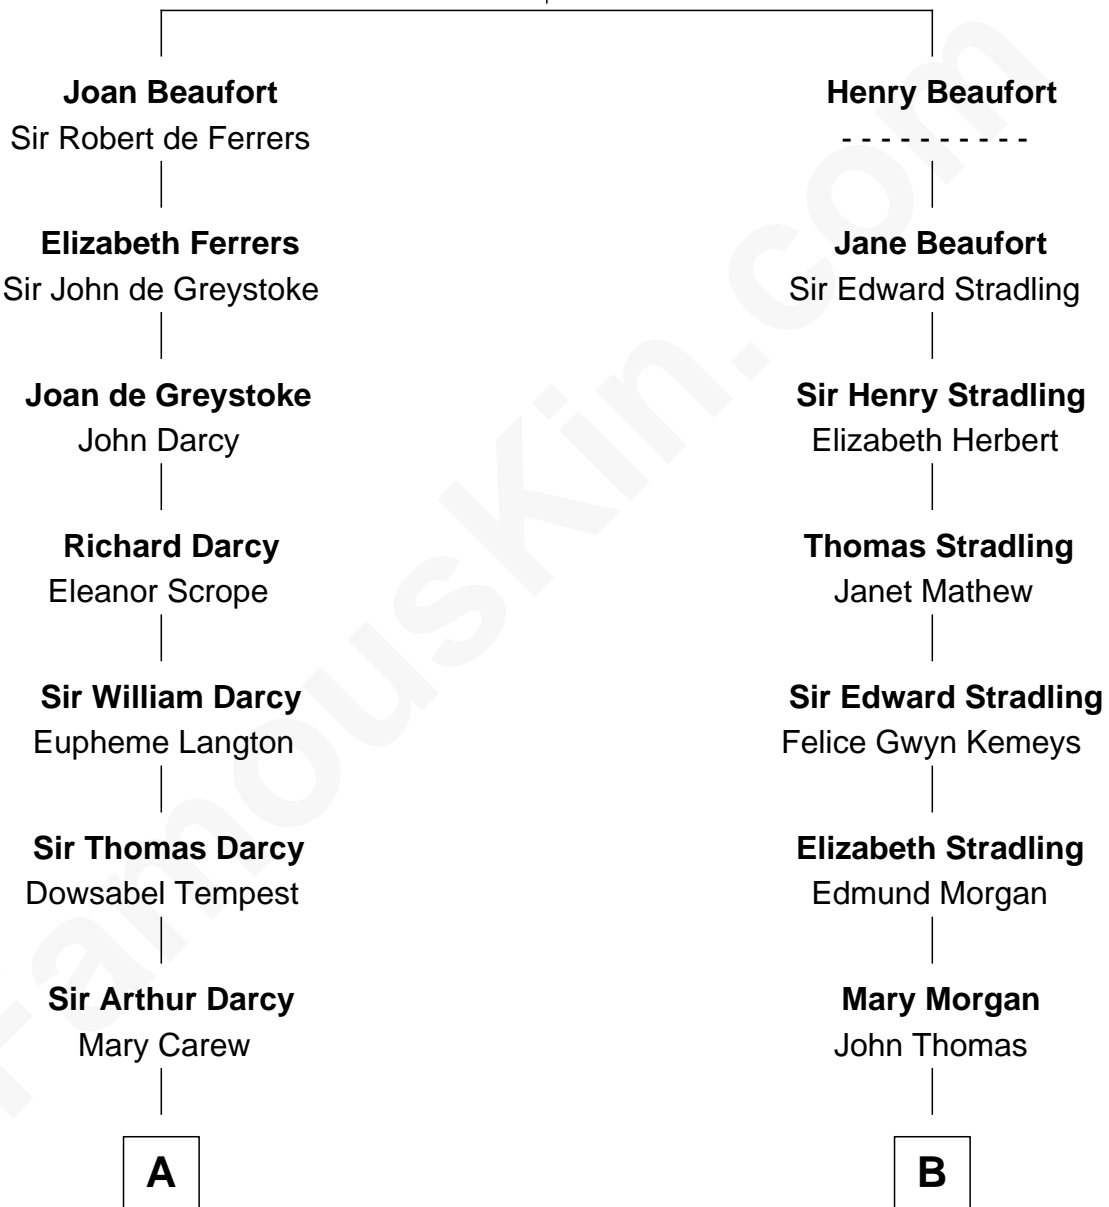 Joan Beaufort
Sir Robert de Ferrers
Elizabeth Ferrers
Sir John de Greystoke
Joan de Greystoke
John Darcy
Richard Darcy
Eleanor Scrope
Sir William Darcy
Eupheme Langton
Sir Thomas Darcy
Dowsabel Tempest
Sir Arthur Darcy
Mary Carew
A
Henry Beaufort
- - - - - - - - - -
Jane Beaufort
Sir Edward Stradling
Sir Henry Stradling
Elizabeth Herbert
Thomas Stradling
Janet Mathew
Sir Edward Stradling
Felice Gwyn Kemeys
Elizabeth Stradling
Edmund Morgan
Mary Morgan
John Thomas
B
FamousKin.com